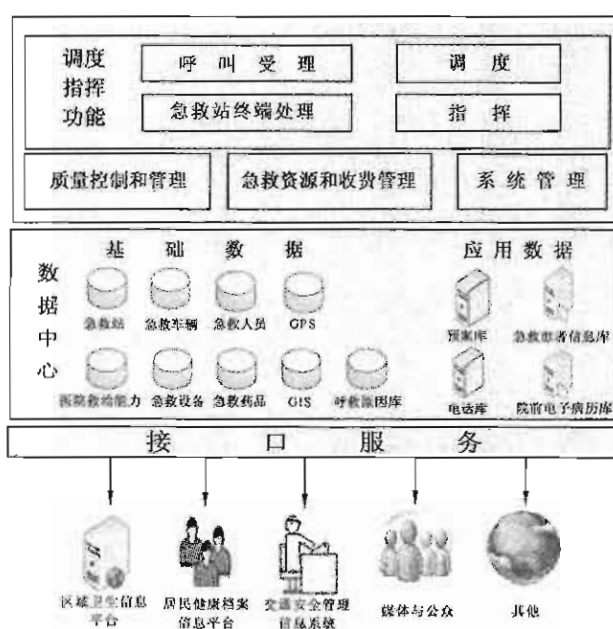 调度
指挥
功能
呼叫受理
调度
急救站终端处理
指挥
质量控制和管理
急救资源和收费管理
系统管理
数据中心
基础数据
应用数据
急救站
急救车辆
急救人员
GPS
预案库
急救患者信息库
医院救治能力
急救设备
急救药品
GIS
呼救原因库
电话库
院前电子病历库
接口服务
区域卫生信息
平台
居民健康档案
信息平台
交通安全管理
信息系统
媒体与公众
其他